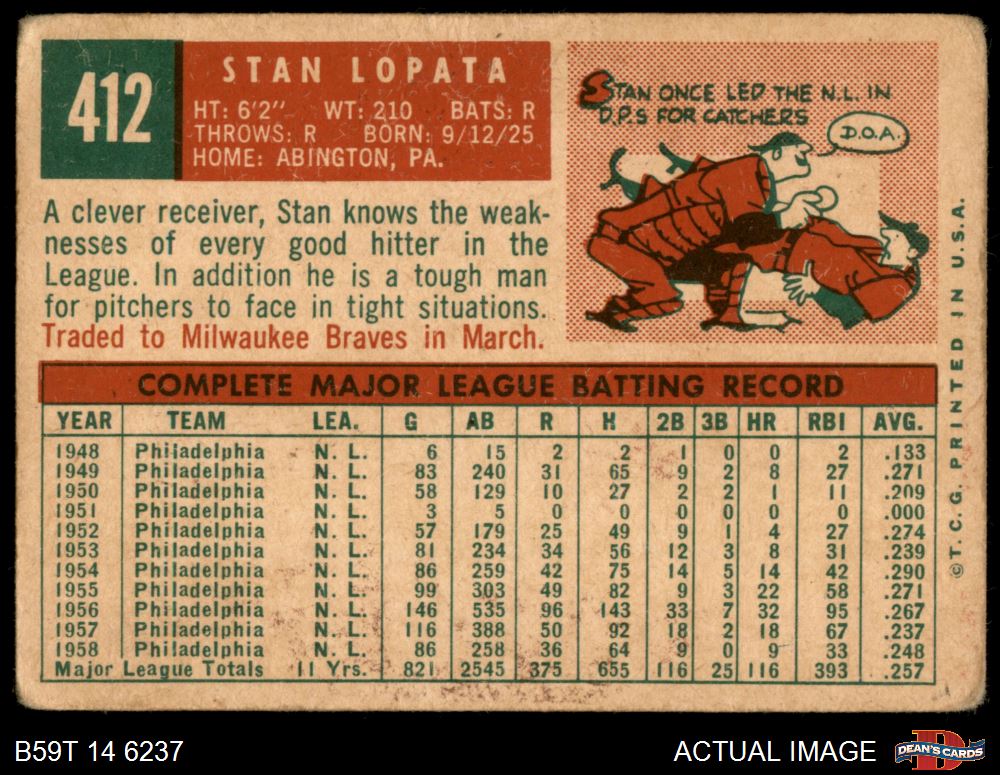 412
STAN LOPATA
HT: 6'2" WT: 210 BATS: R
THROWS: R BORN: 9/12/25
HOME: ABINGTON, PA.
STAN ONCE LED THE N.L. IN
D.P.S FOR CATCHERS
D.O.A.
A clever receiver, Stan knows the weak-
nesses of every good hitter in the
League. In addition he is a tough man
for pitchers to face in tight situations.
Traded to Milwaukee Braves in March.
COMPLETE MAJOR LEAGUE BATTING RECORD
YEAR TEAM LEA. G AB R H 2B 3B HR RBI AVG.
1948 Philadelphia N. L. 6 15 2 2 1 0 0 2 .133
1949 Philadelphia N. L. 83 240 31 65 9 2 8 27 .271
1950 Philadelphia N. L. 58 129 10 27 2 2 1 11 .209
1951 Philadelphia N. L. 3 5 0 0 0 0 0 0 .000
1952 Philadelphia N. L. 57 179 25 49 9 1 4 27 .274
1953 Philadelphia N. L. 81 234 34 56 12 3 8 31 .239
1954 Philadelphia N. L. 86 259 42 75 14 5 14 42 .290
1955 Philadelphia N. L. 99 303 49 82 9 3 22 58 .271
1956 Philadelphia N. L. 146 535 96 143 33 7 32 95 .267
1957 Philadelphia N. L. 116 388 50 92 18 2 18 67 .237
1958 Philadelphia N. L. 86 258 36 64 9 0 9 33 .248
Major League Totals 11 Yrs. 821 2545 375 655 116 25 116 393 .257
© T. C. G. PRINTED IN U.S.A.
B59T 14 6237
ACTUAL IMAGE
DEAN'S CARDS